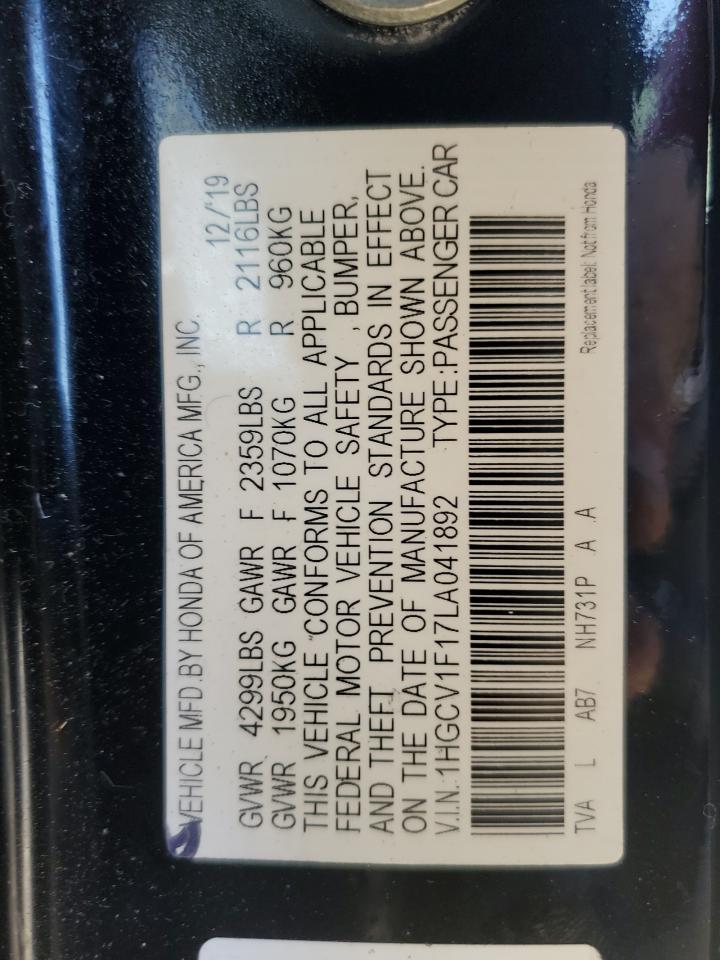 VEHICLE MFD.BY HONDA OF AMERICA MFG., INC.
12/'19
GVWR 4299LBS GAWR F 2359LBS R 2116LBS
GVWR 1950KG GAWR F 1070KG R 960KG
THIS VEHICLE CONFORMS TO ALL APPLICABLE
FEDERAL MOTOR VEHICLE SAFETY , BUMPER,
AND THEFT PREVENTION STANDARDS IN EFFECT
ON THE DATE OF MANUFACTURE SHOWN ABOVE.
V.I.N.:1HGCV1F17LA041892 TYPE:PASSENGER CAR
TVA L AB7 NH731P A A
Replacement label: Not from Honda